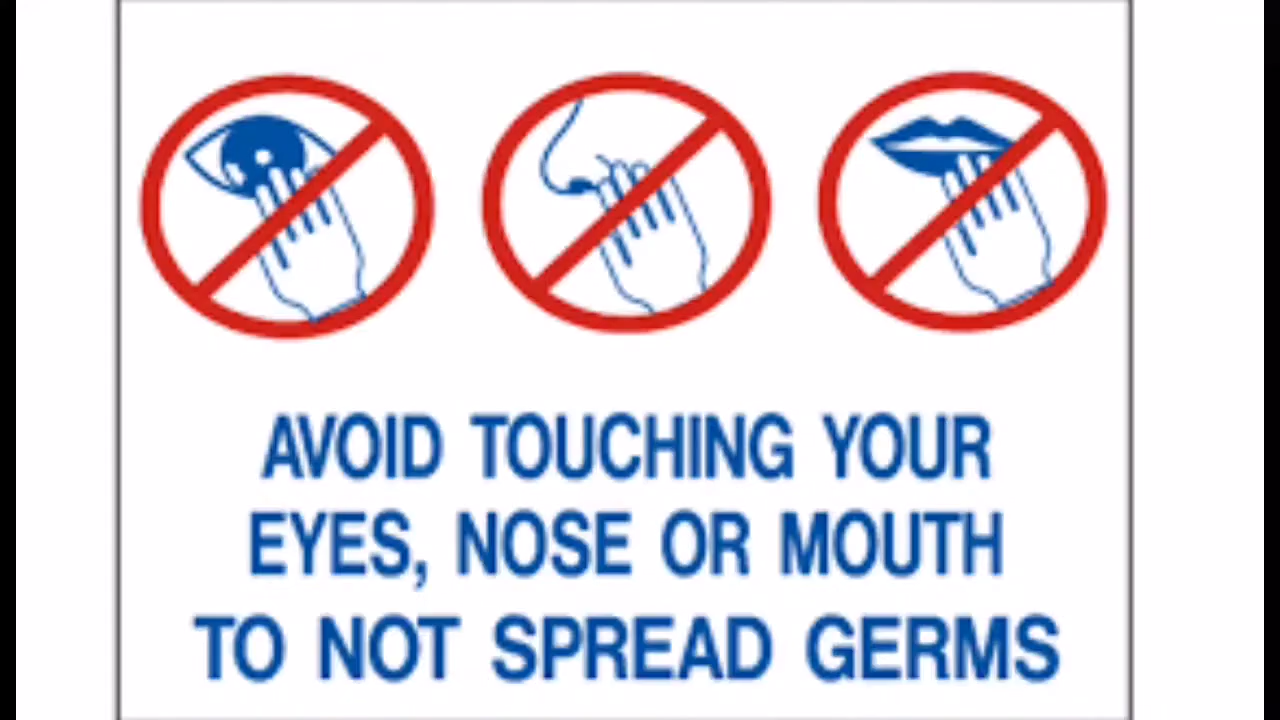 AVOID TOUCHING YOUR
EYES, NOSE OR MOUTH
TO NOT SPREAD GERMS